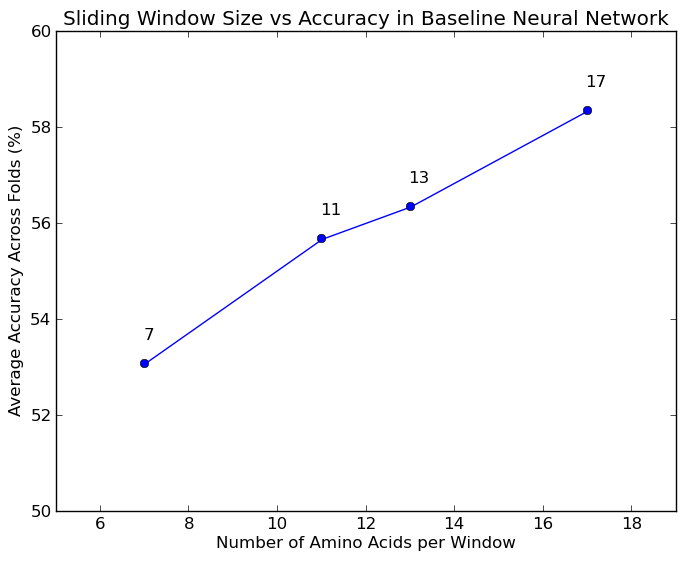 Sliding Window Size vs Accuracy in Baseline Neural Network
60
58
56
54
52
50
Average Accuracy Across Folds (%)
7
11
13
17
6 8 10 12 14 16 18
Number of Amino Acids per Window